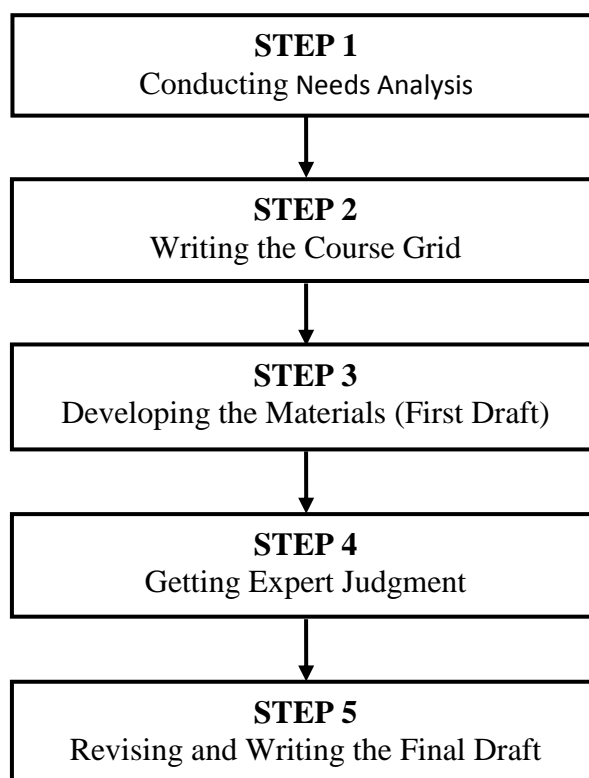 STEP 1
Conducting Needs Analysis
STEP 2
Writing the Course Grid
STEP 3
Developing the Materials (First Draft)
STEP 4
Getting Expert Judgment
STEP 5
Revising and Writing the Final Draft